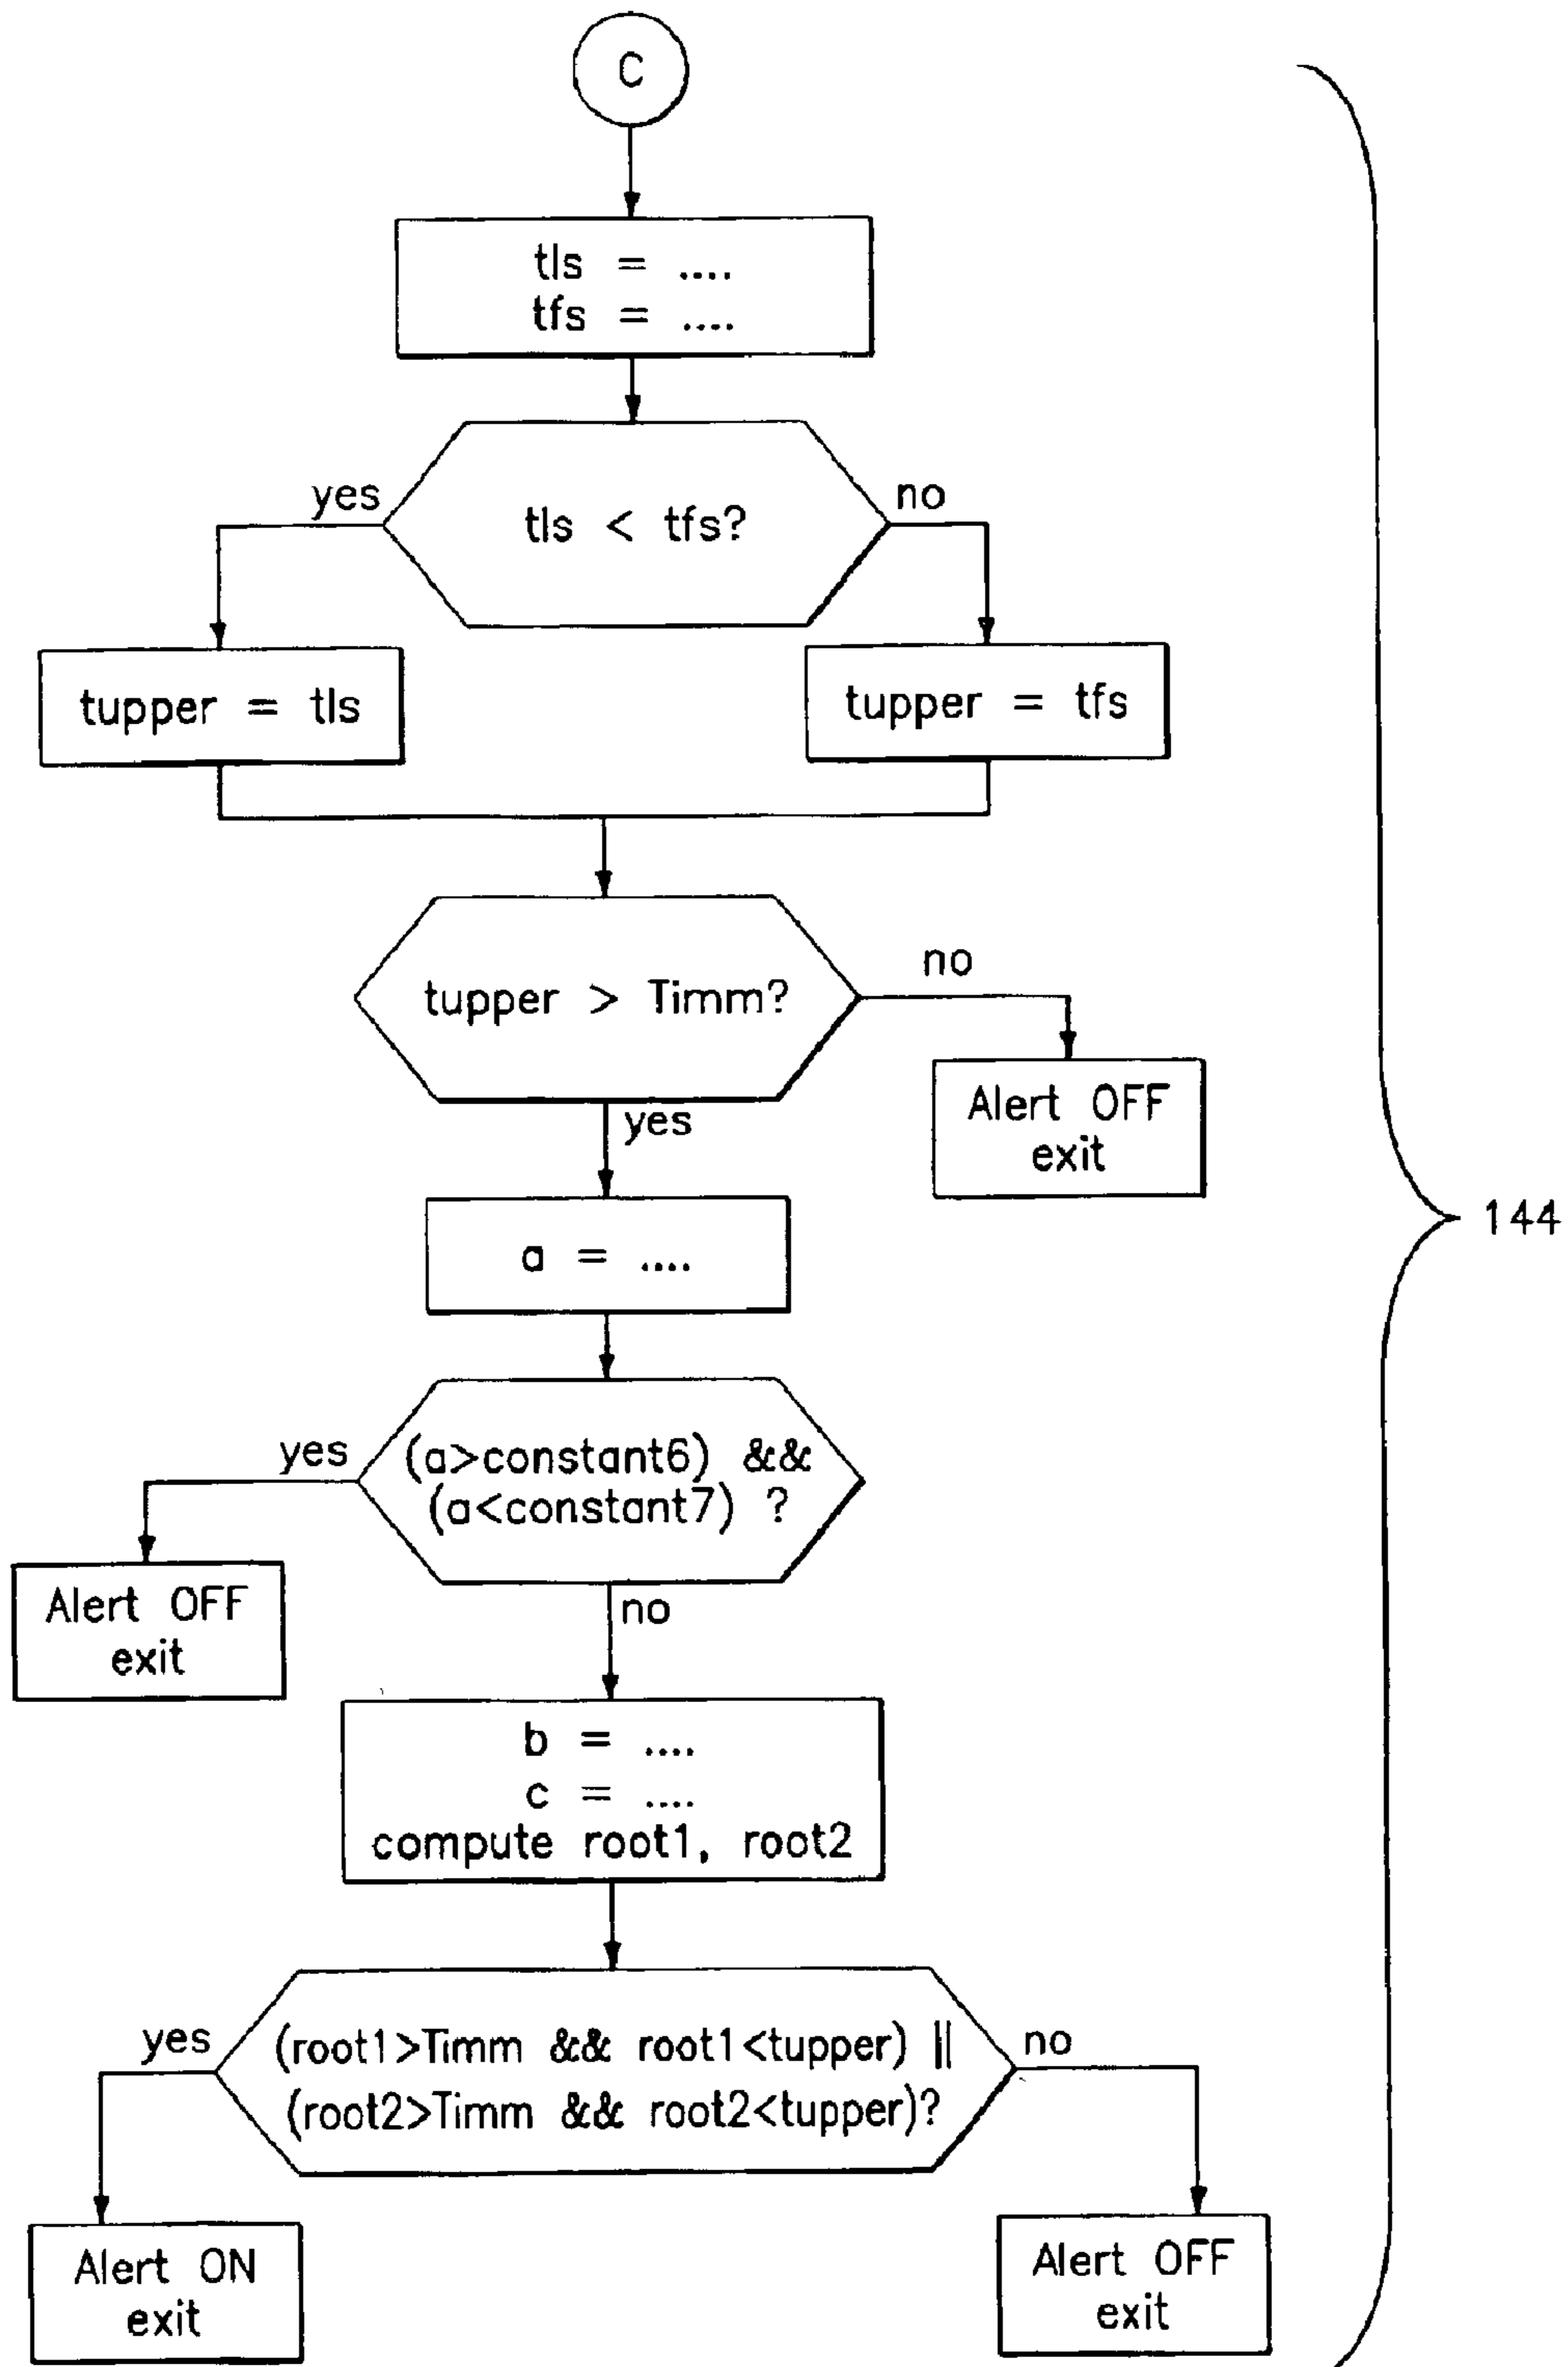 C
tls = ....
tfs = ....
yes
tls < tfs?
no
tupper = tls
tupper = tfs
tupper > Timm?
no
yes
Alert OFF
exit
144
a = ....
yes
(a>constant6) &&
(a<constant7) ?
Alert OFF
exit
no
b = ....
c = ....
compute root1, root2
yes
(root1>Timm && root1<tupper) ||
(root2>Timm && root2<tupper)?
no
Alert ON
exit
Alert OFF
exit